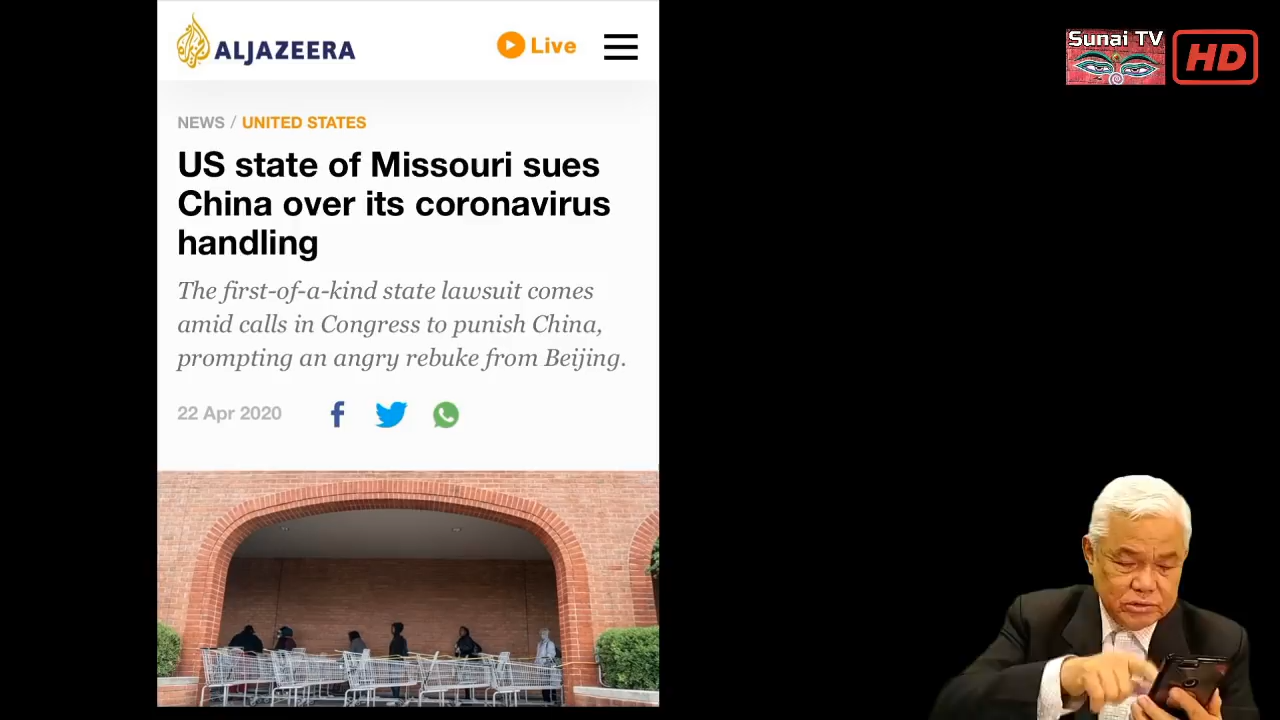 ALJAZEERA
Live
Sunai TV
HD
NEWS / UNITED STATES
US state of Missouri sues
China over its coronavirus
handling
The first-of-a-kind state lawsuit comes
amid calls in Congress to punish China,
prompting an angry rebuke from Beijing.
22 Apr 2020